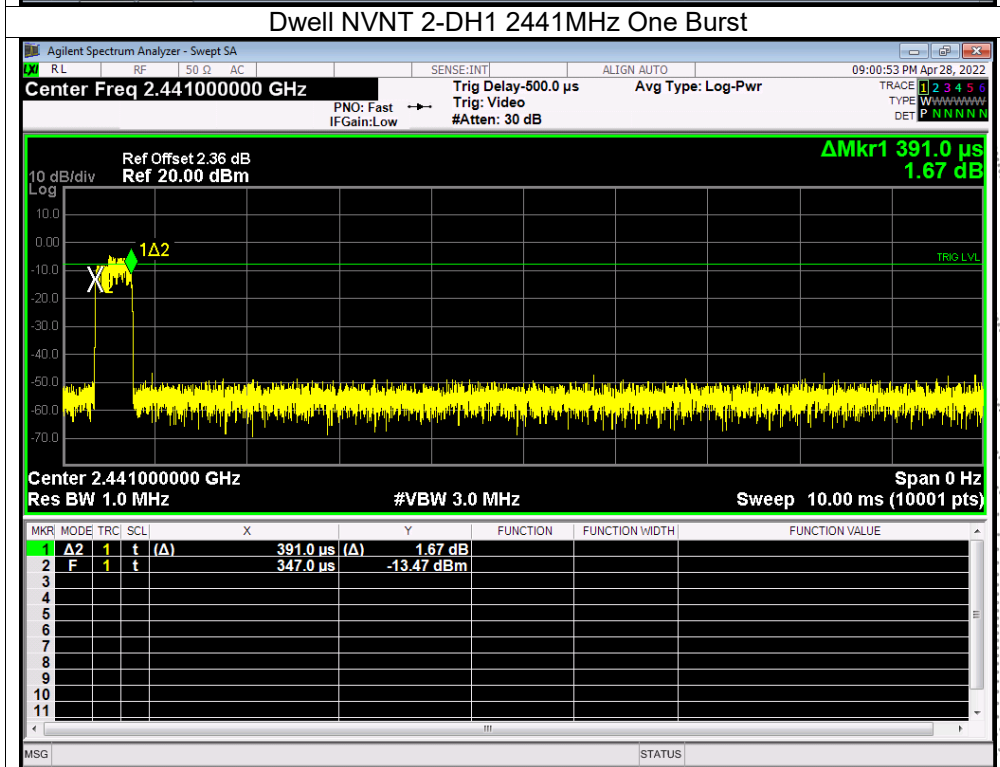 Dwell NVNT 2-DH1 2441MHz One Burst
Agilent Spectrum Analyzer - Swept SA
LXI RL RF 50 Ω AC SENSE:INT ALIGN AUTO 09:00:53 PM Apr 28, 2022
Center Freq 2.441000000 GHz
PNO: Fast
IFGain:Low
Trig Delay-500.0 µs
Trig: Video
#Atten: 30 dB
Avg Type: Log-Pwr
TRACE 1 2 3 4 5 6
TYPE WWWWWWW
DET P N N N N N
ΔMkr1 391.0 µs
1.67 dB
Ref Offset 2.36 dB
10 dB/div Ref 20.00 dBm
Log
10.0
0.00
-10.0
-20.0
-30.0
-40.0
-50.0
-60.0
-70.0
1Δ2
TRIG LVL
Center 2.441000000 GHz Span 0 Hz
Res BW 1.0 MHz #VBW 3.0 MHz Sweep 10.00 ms (10001 pts)
MKR MODE TRC SCL X Y FUNCTION FUNCTION WIDTH FUNCTION VALUE
1 Δ2 1 t (Δ) 391.0 µs (Δ) 1.67 dB
2 F 1 t 347.0 µs -13.47 dBm
3
4
5
6
7
8
9
10
11
MSG STATUS